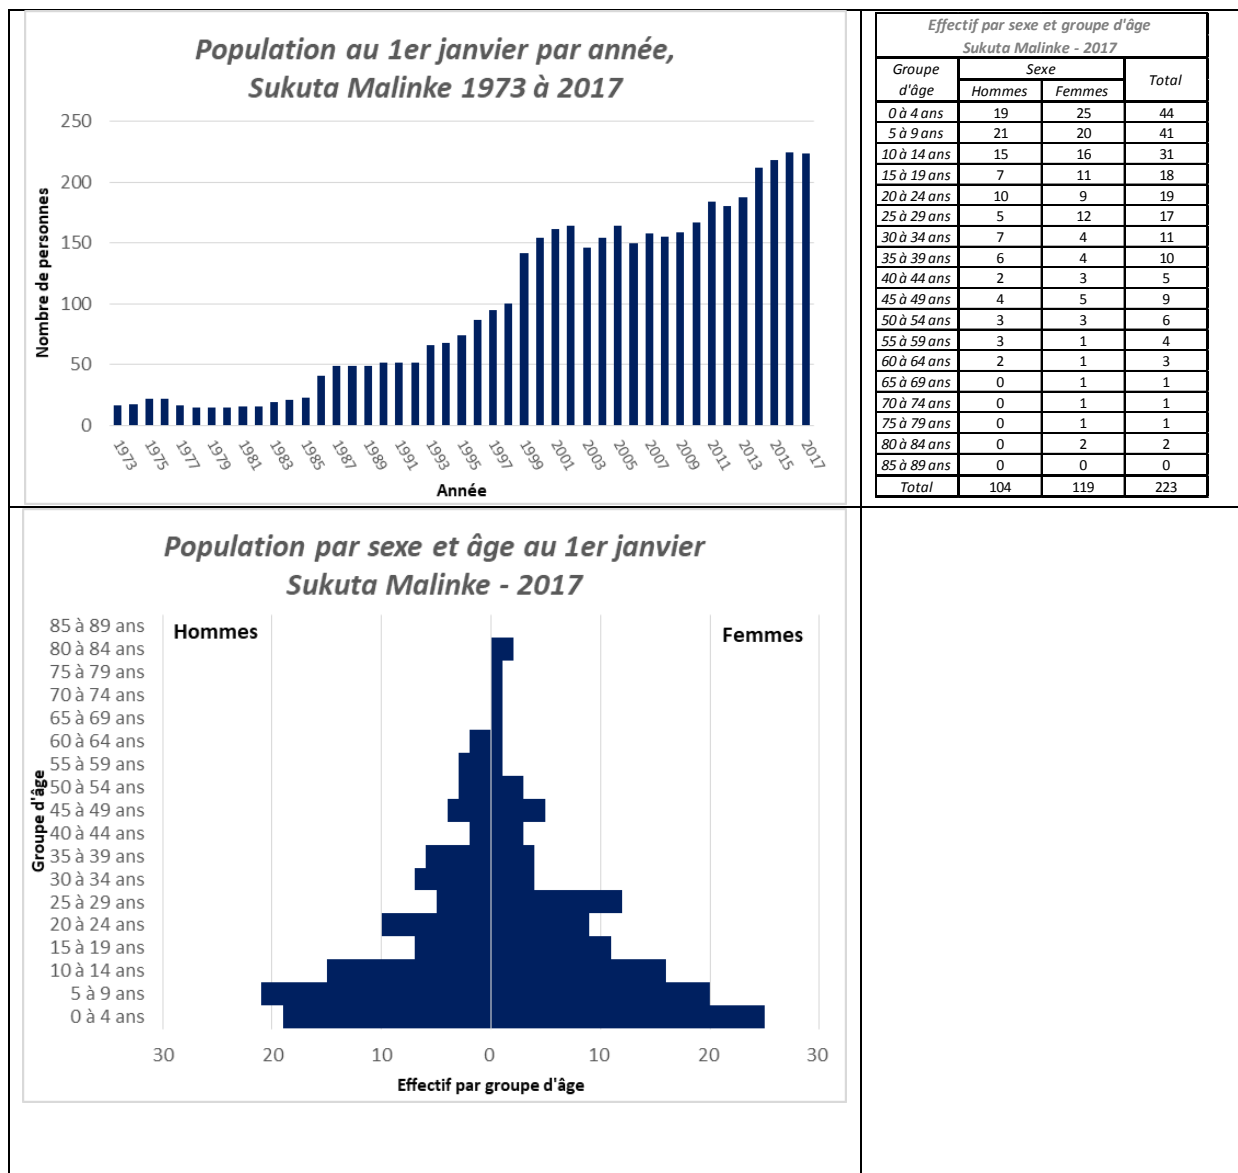 Population au 1er janvier par année,
Sukuta Malinke 1973 à 2017
Nombre de personnes
250
200
150
100
50
0
1973 1975 1977 1979 1981 1983 1985 1987 1989 1991 1993 1995 1997 1999 2001 2003 2005 2007 2009 2011 2013 2015 2017
Année
Effectif par sexe et groupe d'âge
Sukuta Malinke - 2017
Groupe d'âge Sexe Total
Hommes Femmes
0 à 4 ans 19 25 44
5 à 9 ans 21 20 41
10 à 14 ans 15 16 31
15 à 19 ans 7 11 18
20 à 24 ans 10 9 19
25 à 29 ans 5 12 17
30 à 34 ans 7 4 11
35 à 39 ans 6 4 10
40 à 44 ans 2 3 5
45 à 49 ans 4 5 9
50 à 54 ans 3 3 6
55 à 59 ans 3 1 4
60 à 64 ans 2 1 3
65 à 69 ans 0 1 1
70 à 74 ans 0 1 1
75 à 79 ans 0 1 1
80 à 84 ans 0 2 2
85 à 89 ans 0 0 0
Total 104 119 223
Population par sexe et âge au 1er janvier
Sukuta Malinke - 2017
Hommes Femmes
Groupe d'âge
85 à 89 ans
80 à 84 ans
75 à 79 ans
70 à 74 ans
65 à 69 ans
60 à 64 ans
55 à 59 ans
50 à 54 ans
45 à 49 ans
40 à 44 ans
35 à 39 ans
30 à 34 ans
25 à 29 ans
20 à 24 ans
15 à 19 ans
10 à 14 ans
5 à 9 ans
0 à 4 ans
30 20 10 0 10 20 30
Effectif par groupe d'âge